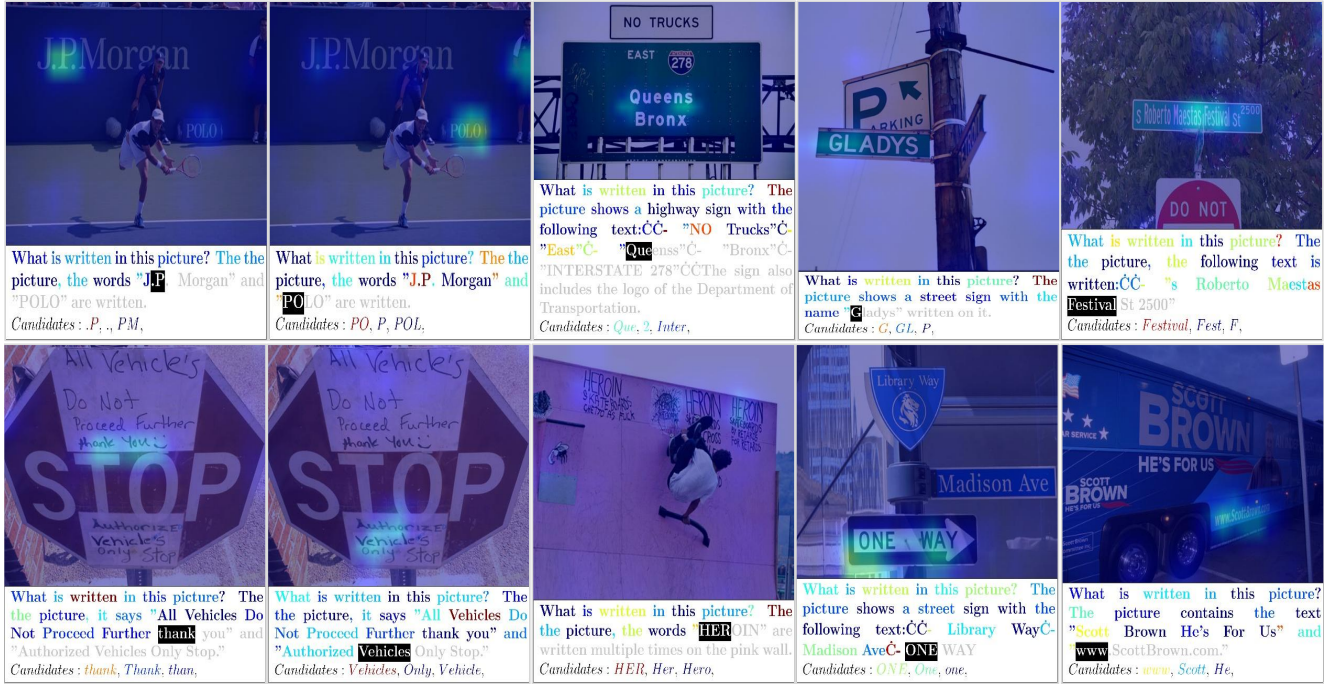 J.P.Morgan
POLO
What is written in this picture? The the
picture, the words "J.P. Morgan" and
"POLO" are written.
Candidates : .P, ., PM,
J.P.Morgan
POLO
What is written in this picture? The the
picture, the words "J.P. Morgan" and
"POLO" are written.
Candidates : PO, P, POL,
NO TRUCKS
EAST
278
Queens
Bronx
What is written in this picture? The
picture shows a highway sign with the
following text:ĊĊ- "NO Trucks"Ċ-
"East"Ċ- "Queenss"Ċ- "Bronx"Ċ-
"INTERSTATE 278"ĊĊThe sign also
includes the logo of the Department of
Transportation.
Candidates : Que, 2, Inter,
P
ARKING
GLADYS
What is written in this picture? The
picture shows a street sign with the
name "Gladys" written on it.
Candidates : G, GL, P,
s Roberto Maestas Festival St 2500
DO NOT
What is written in this picture? The
the picture, the following text is
written:ĊĊ- "s Roberto Maestas
Festival St 2500"
Candidates : Festival, Fest, F,
All Vehicle's
Do Not
Proceed Further
thank You
STOP
Authorize
Vehicle's
Only Stop
What is written in this picture? The
the picture, it says "All Vehicles Do
Not Proceed Further thank you" and
"Authorized Vehicles Only Stop."
Candidates : thank, Thank, than,
All Vehicle's
Do Not
Proceed Further
thank You
STOP
Authorize
Vehicle's
Only Stop
What is written in this picture? The
the picture, it says "All Vehicles Do
Not Proceed Further thank you" and
"Authorized Vehicles Only Stop."
Candidates : Vehicles, Only, Vehicle,
HEROIN HEROIN HEROIN
What is written in this picture? The
the picture, the words "HEROIN" are
written multiple times on the pink wall.
Candidates : HER, Her, Hero,
Library Way
Madison Ave
ONE WAY
What is written in this picture? The
picture shows a street sign with the
following text:ĊĊ- Library WayĊ-
Madison AveĊ- ONE WAY
Candidates : ONE, One, one,
SCOTT
BROWN
HE'S FOR US
AR SERVICE
SCOTT
BROWN
HE'S FOR US
www.ScottBrown.com
What is written in this picture?
The picture contains the text
"Scott Brown He's For Us" and
"www.ScottBrown.com."
Candidates : www, Scott, He,